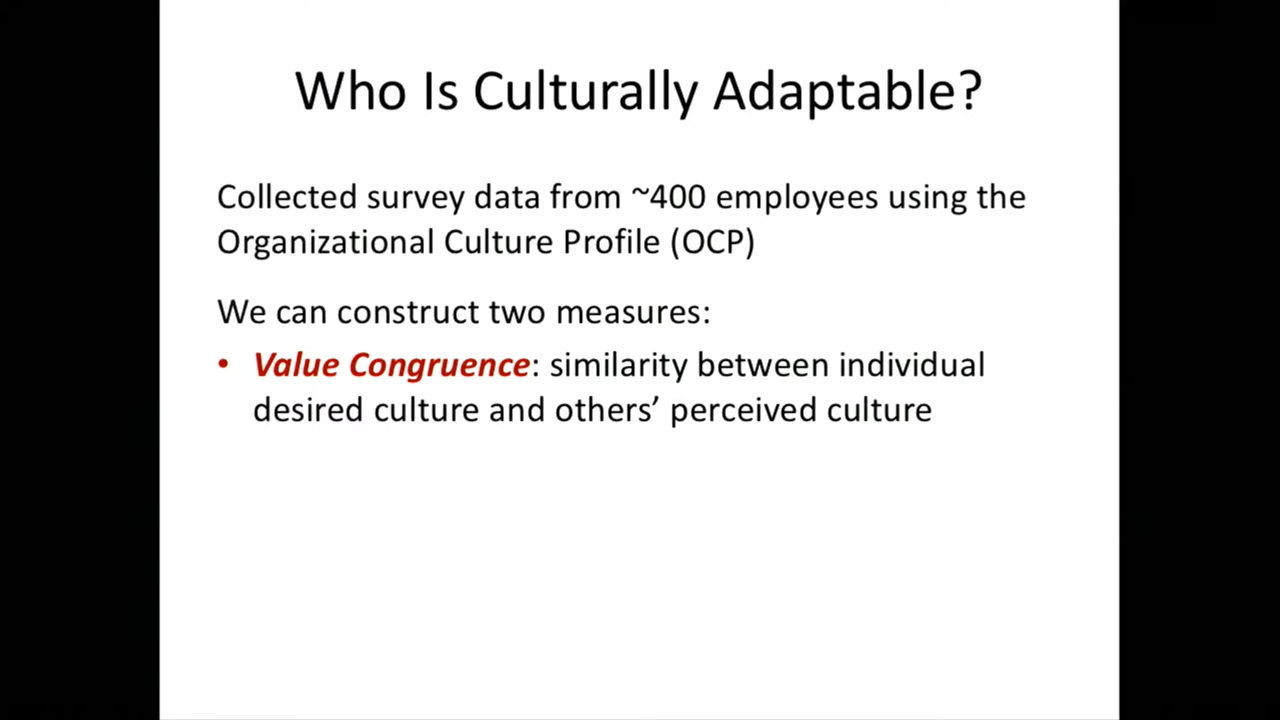 Who Is Culturally Adaptable?
Collected survey data from ~400 employees using the
Organizational Culture Profile (OCP)
We can construct two measures:
• Value Congruence: similarity between individual
desired culture and others’ perceived culture